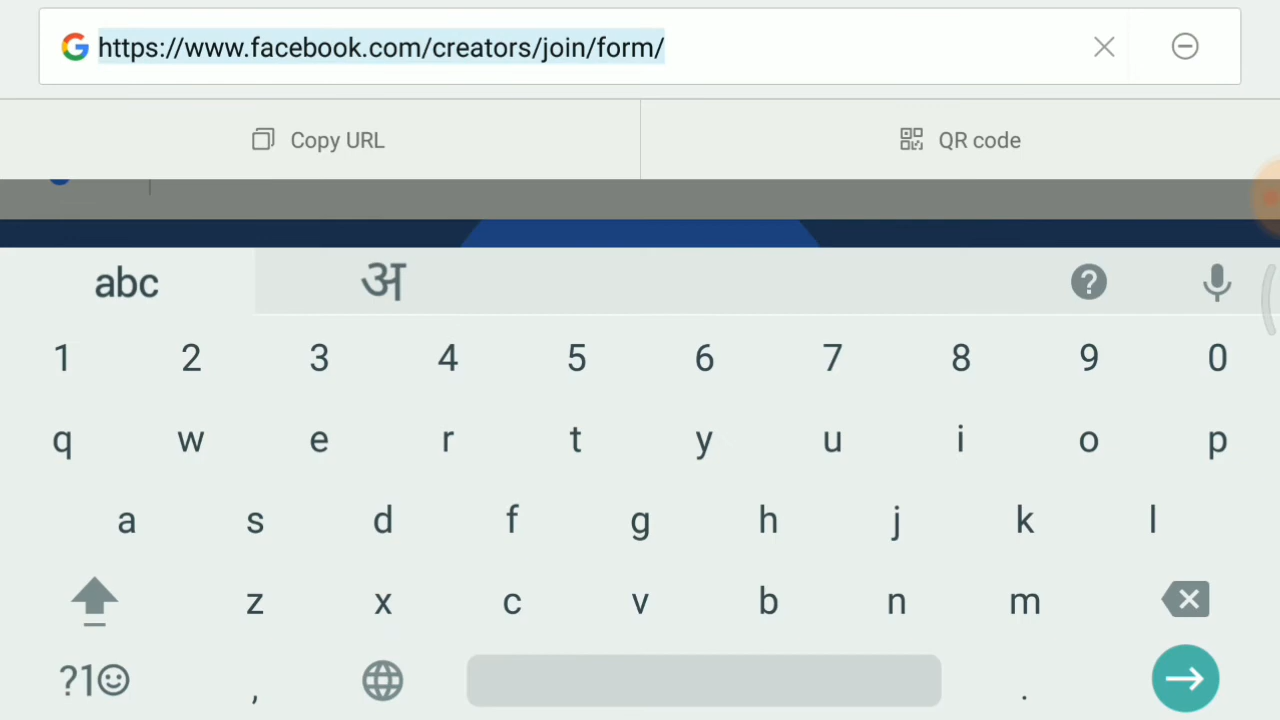 https://www.facebook.com/creators/join/form/
Copy URL QR code
abc अ
1 2 3 4 5 6 7 8 9 0
q w e r t y u i o p
a s d f g h j k l
z x c v b n m
?1☺ , .